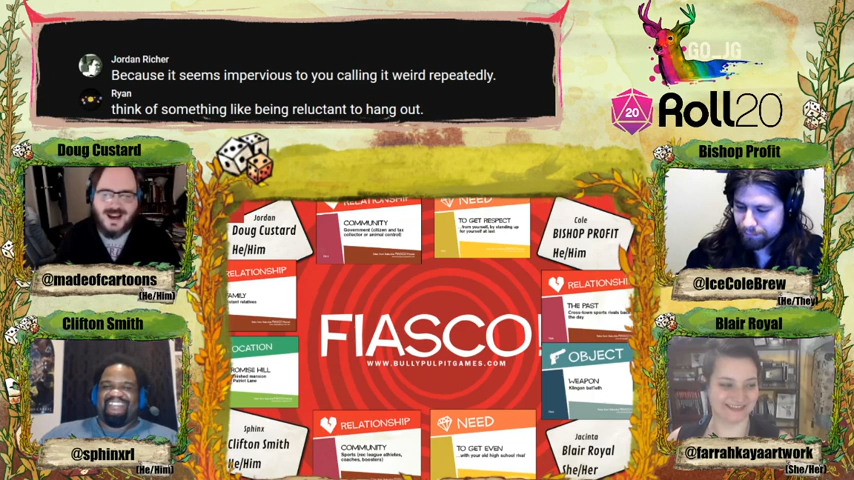 Jordan Richer
Because it seems impervious to you calling it weird repeatedly.
Ryan
think of something like being reluctant to hang out.
GO_JG
20
Roll20
Doug Custard
@madeofcartoons
(He/Him)
Clifton Smith
@sphinxrl
(He/Him)
Bishop Profit
@IceColeBrew
(He/They)
Blair Royal
@farrahkayaartwork
(She/Her)
Jordan
Doug Custard
He/Him
RELATIONSHIP
COMMUNITY
Government (citizen and tax
collector or animal control)
NEED
TO GET RESPECT
...from yourself, by standing up
for yourself at last
Cole
BISHOP PROFIT
He/Him
RELATIONSHIP
FAMILY
RELATIONSHI
THE PAST
Cross-town sports rivals back
the day
FIASCO!
WWW.BULLYPULPITGAMES.COM
OCATION
ROMISE HILL
OBJECT
WEAPON
Klingon bat'leth
Sphinx
Clifton Smith
He/Him
RELATIONSHIP
COMMUNITY
Sports (rec league athletes,
coaches, boosters)
NEED
TO GET EVEN
...with your old high school rival
Jacinta
Blair Royal
She/Her